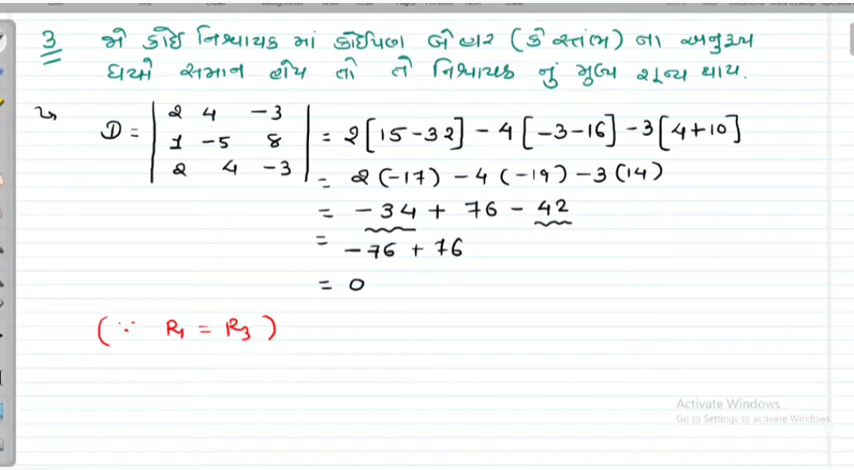 3 જો કોઈ નિશ્ચાયક માં કોઈપણ બે હાર (કે સ્તંભ) ના અનુરૂપ
ઘટકો સમાન હોય તો તે નિશ્ચાયક નું મુલ્ય શૂન્ય થાય.
D = | 2 4 -3 | = 2[15-32] - 4[-3-16] - 3[4+10]
| 1 -5 8 |
| 2 4 -3 | = 2(-17) - 4(-19) - 3(14)
= -34 + 76 - 42
= -76 + 76
= 0
(∵ R₁ = R₃)
Activate Windows
Go to Settings to activate Windows